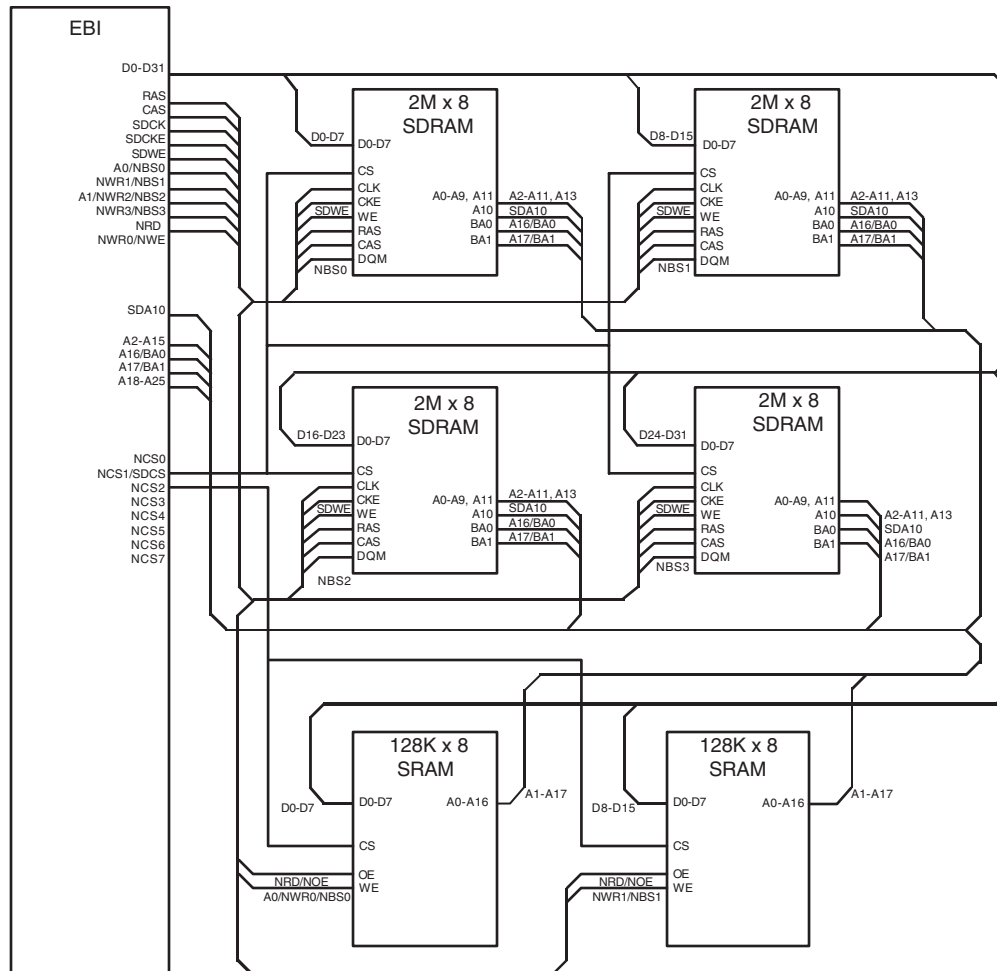 EBI
D0-D31
RAS
CAS
SDCK
SDCKE
SDWE
A0/NBS0
NWR1/NBS1
A1/NWR2/NBS2
NWR3/NBS3
NRD
NWR0/NWE
SDA10
A2-A15
A16/BA0
A17/BA1
A18-A25
NCS0
NCS1/SDCS
NCS2
NCS3
NCS4
NCS5
NCS6
NCS7
2M x 8
SDRAM
D0-D7
D0-D7
CS
CLK
CKE
SDWE
WE
RAS
CAS
DQM
NBS0
A0-A9, A11
A10
BA0
BA1
A2-A11, A13
SDA10
A16/BA0
A17/BA1
2M x 8
SDRAM
D8-D15
D0-D7
CS
CLK
CKE
SDWE
WE
RAS
CAS
DQM
NBS1
A0-A9, A11
A10
BA0
BA1
A2-A11, A13
SDA10
A16/BA0
A17/BA1
2M x 8
SDRAM
D16-D23
D0-D7
CS
CLK
CKE
SDWE
WE
RAS
CAS
DQM
NBS2
A0-A9, A11
A10
BA0
BA1
A2-A11, A13
SDA10
A16/BA0
A17/BA1
2M x 8
SDRAM
D24-D31
D0-D7
CS
CLK
CKE
SDWE
WE
RAS
CAS
DQM
NBS3
A0-A9, A11
A10
BA0
BA1
A2-A11, A13
SDA10
A16/BA0
A17/BA1
128K x 8
SRAM
D0-D7
D0-D7
A0-A16
A1-A17
CS
OE
NRD/NOE
WE
A0/NWR0/NBS0
128K x 8
SRAM
D8-D15
D0-D7
A0-A16
A1-A17
CS
OE
NRD/NOE
WE
NWR1/NBS1